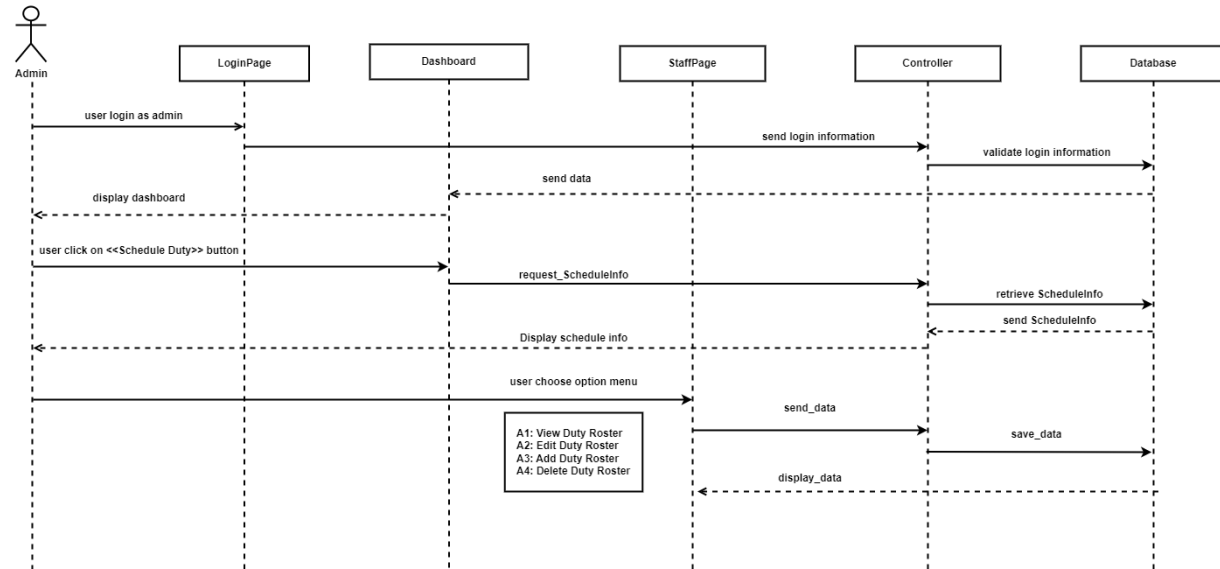 Admin
LoginPage
Dashboard
StaffPage
Controller
Database
user login as admin
send login information
validate login information
send data
display dashboard
user click on <<Schedule Duty>> button
request_ScheduleInfo
retrieve ScheduleInfo
send ScheduleInfo
Display schedule info
user choose option menu
send_data
A1: View Duty Roster
A2: Edit Duty Roster
A3: Add Duty Roster
A4: Delete Duty Roster
save_data
display_data